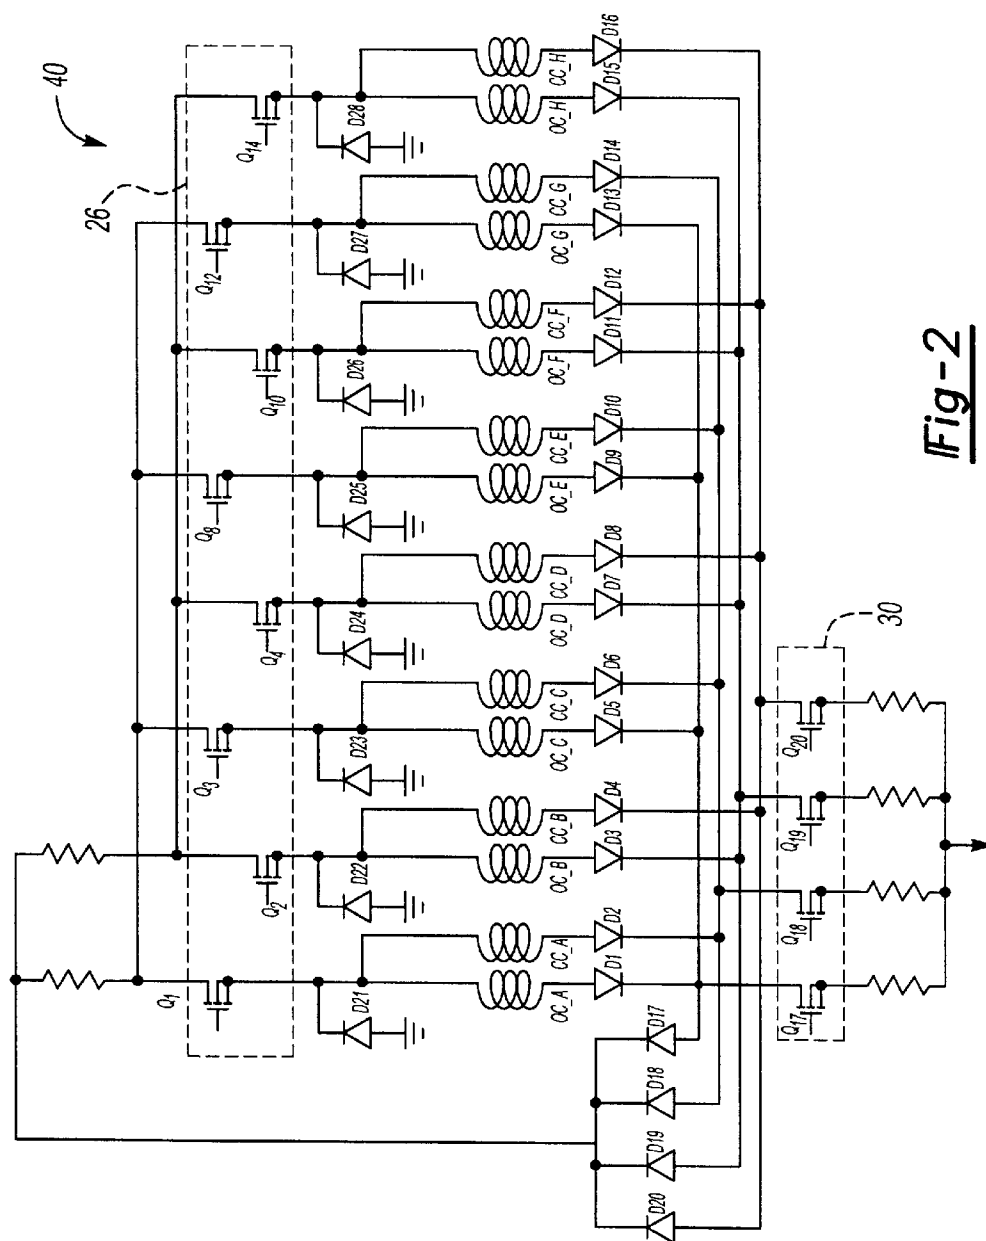 40
26
Q1
Q2
Q3
Q4
Q8
Q10
Q12
Q14
D21
D22
D23
D24
D25
D26
D27
D28
OC_A
CC_A
OC_B
CC_B
OC_C
CC_C
OC_D
CC_D
OC_E
CC_E
OC_F
CC_F
OC_G
CC_G
OC_H
CC_H
D1
D2
D3
D4
D5
D6
D7
D8
D9
D10
D11
D12
D13
D14
D15
D16
D17
D18
D19
D20
Q17
Q18
Q19
Q20
30
Fig-2